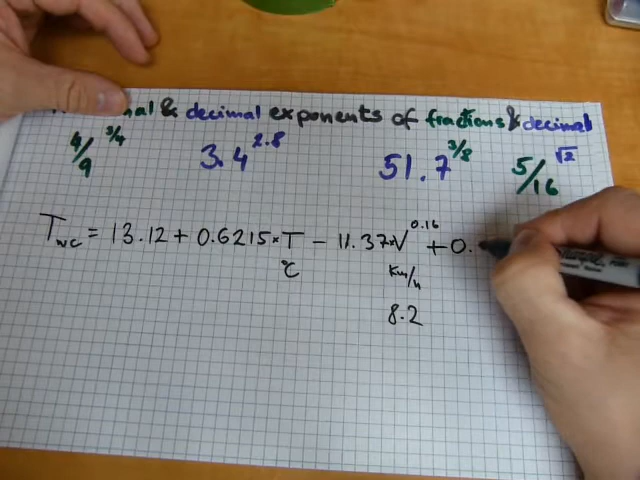 nal & decimal exponents of fractions & decimal
4/9^3/4 3.4^2.8 51.7^3/8 5/16^√2
T_wc = 13.12 + 0.6215 × T - 11.37 × V^0.16 + 0.
°C km/h
8.2